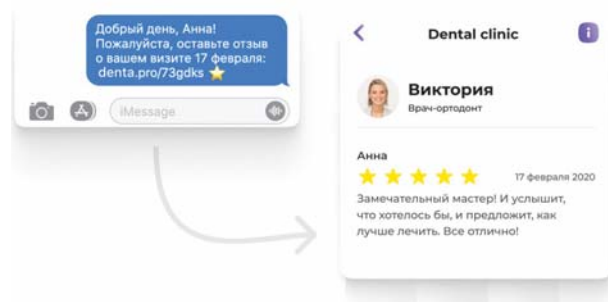 Добрый день, Анна!
Пожалуйста, оставьте отзыв
о вашем визите 17 февраля:
denta.pro/73gdks ⭐
iMessage
Dental clinic
i
Виктория
Врач-ортодонт
Анна
17 февраля 2020
Замечательный мастер! И услышит,
что хотелось бы, и предложит, как
лучше лечить. Все отлично!